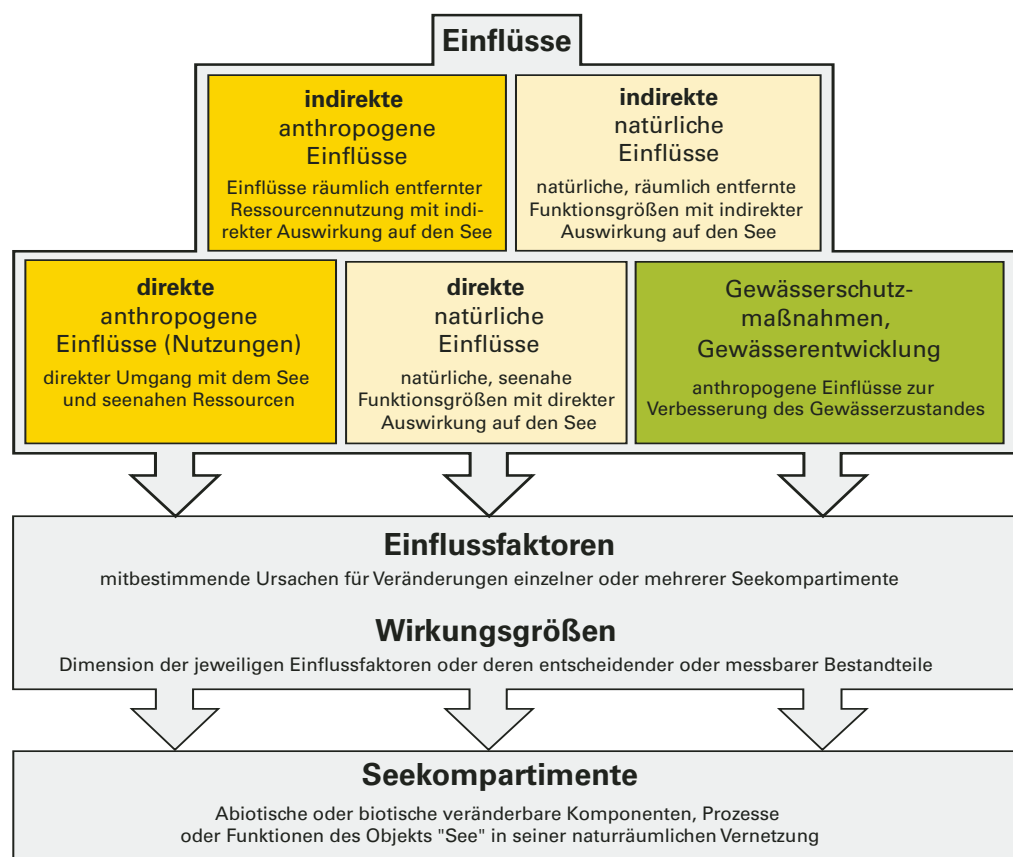 Einflüsse
indirekte
anthropogene
Einflüsse
Einflüsse räumlich entfernter
Ressourcennutzung mit indi-
rekter Auswirkung auf den See
indirekte
natürliche
Einflüsse
natürliche, räumlich entfernte
Funktionsgrößen mit indirekter
Auswirkung auf den See
direkte
anthropogene
Einflüsse (Nutzungen)
direkter Umgang mit dem See
und seenahen Ressourcen
direkte
natürliche
Einflüsse
natürliche, seenahe
Funktionsgrößen mit direkter
Auswirkung auf den See
Gewässerschutz-
maßnahmen,
Gewässerentwicklung
anthropogene Einflüsse zur
Verbesserung des Gewässerzustandes
Einflussfaktoren
mitbestimmende Ursachen für Veränderungen einzelner oder mehrerer Seekompartimente
Wirkungsgrößen
Dimension der jeweiligen Einflussfaktoren oder deren entscheidender oder messbarer Bestandteile
Seekompartimente
Abiotische oder biotische veränderbare Komponenten, Prozesse
oder Funktionen des Objekts "See" in seiner naturräumlichen Vernetzung